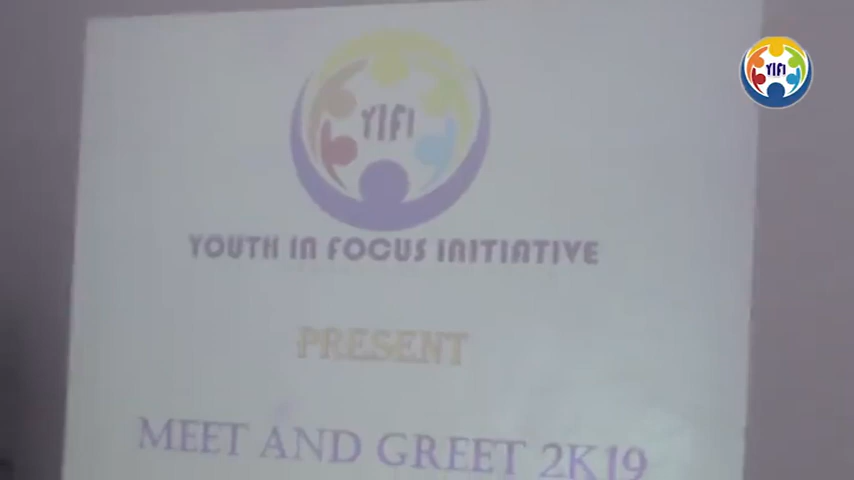 YIFI
YIFI
YOUTH IN FOCUS INITIATIVE
PRESENT
MEET AND GREET 2K19